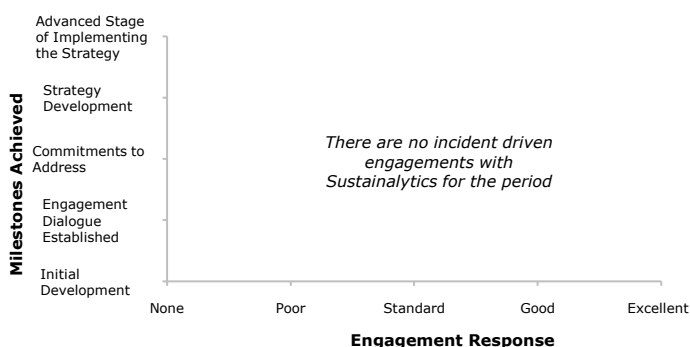 Advanced Stage
of Implementing
the Strategy
Strategy
Development
Commitments to
Address
Engagement
Dialogue
Established
Initial
Development
Milestones Achieved
There are no incident driven
engagements with
Sustainalytics for the period
None
Poor
Standard
Good
Excellent
Engagement Response